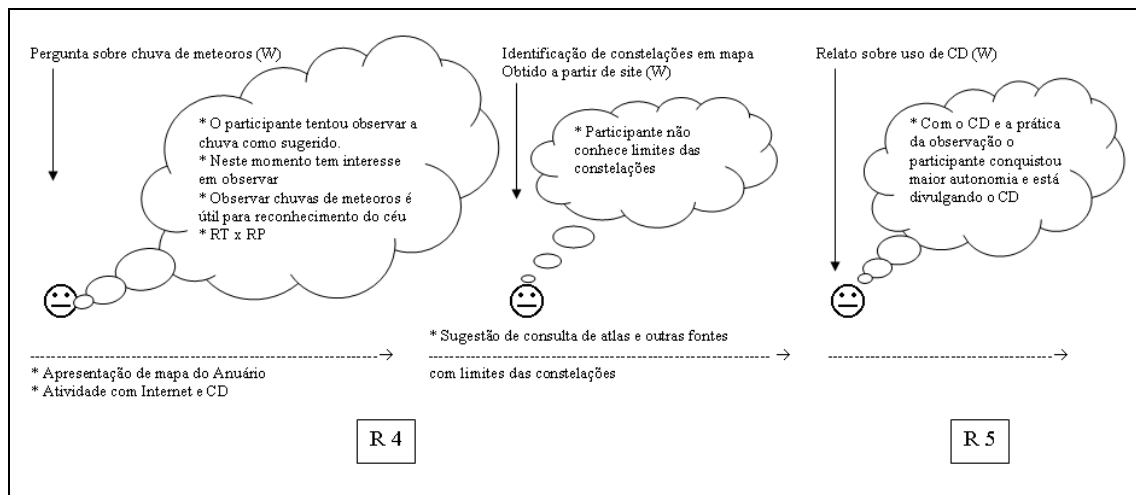 Pergunta sobre chuva de meteoros (W)
* O participante tentou observar a
chuva como sugerido.
* Neste momento tem interesse
em observar
* Observar chuvas de meteoros é
útil para reconhecimento do céu
* RT x RP
* Apresentação de mapa do Anuário
* Atividade com Internet e CD
R 4
Identificação de constelações em mapa
Obtido a partir de site (W)
* Participante não
conhece limites das
constelações
* Sugestão de consulta de atlas e outras fontes
com limites das constelações
Relato sobre uso de CD (W)
* Com o CD e a prática
da observação o
participante conquistou
maior autonomia e está
divulgando o CD
R 5